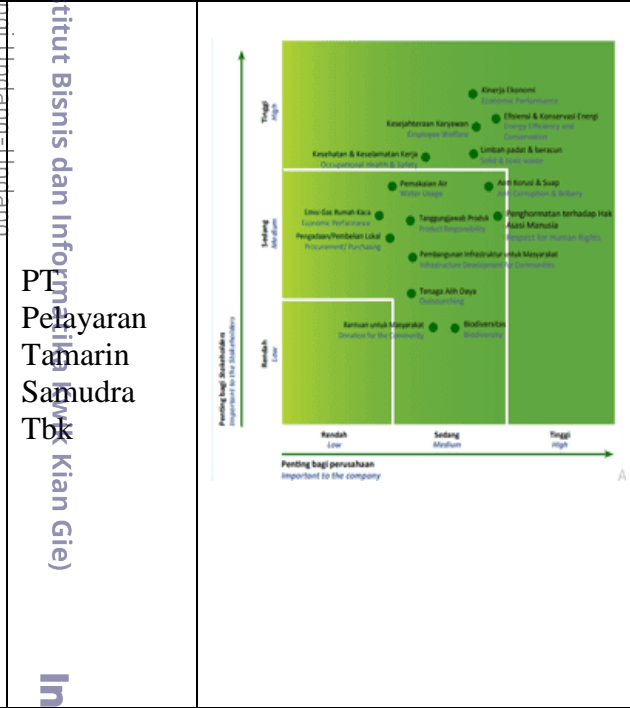 titut Bisnis dan Informatika Kwik Kian Gie)
In
PT
Pelayaran
Tamarin
Samudra
Tbk
Tinggi
High
Sedang
Medium
Rendah
Low
Penting bagi Stakeholders
Important to the Stakeholders
Kinerja Ekonomi
Economic Performance
Efisiensi & Konservasi Energi
Energy Efficiency and
Conservation
Kesejahteraan Karyawan
Employee Welfare
Limbah padat & beracun
Solid & toxic waste
Kesehatan & Keselamatan Kerja
Occupational Health & Safety
Pemakaian Air
Water Usage
Anti Korupsi & Suap
Anti Corruption & Bribery
Emisi Gas Rumah Kaca
Economic Performance
Tanggungjawab Produk
Product Responsibility
Penghormatan terhadap Hak
Asasi Manusia
Respect for Human Rights
Pengadaan/Pembelian Lokal
Procurement/ Purchasing
Pembangunan Infrastruktur untuk Masyarakat
Infrastructure Development for Communities
Tenaga Alih Daya
Outsourching
Bantuan untuk Masyarakat
Donation for the Community
Biodiversitas
Biodiversity
Rendah
Low
Sedang
Medium
Tinggi
High
Penting bagi perusahaan
Important to the company
A